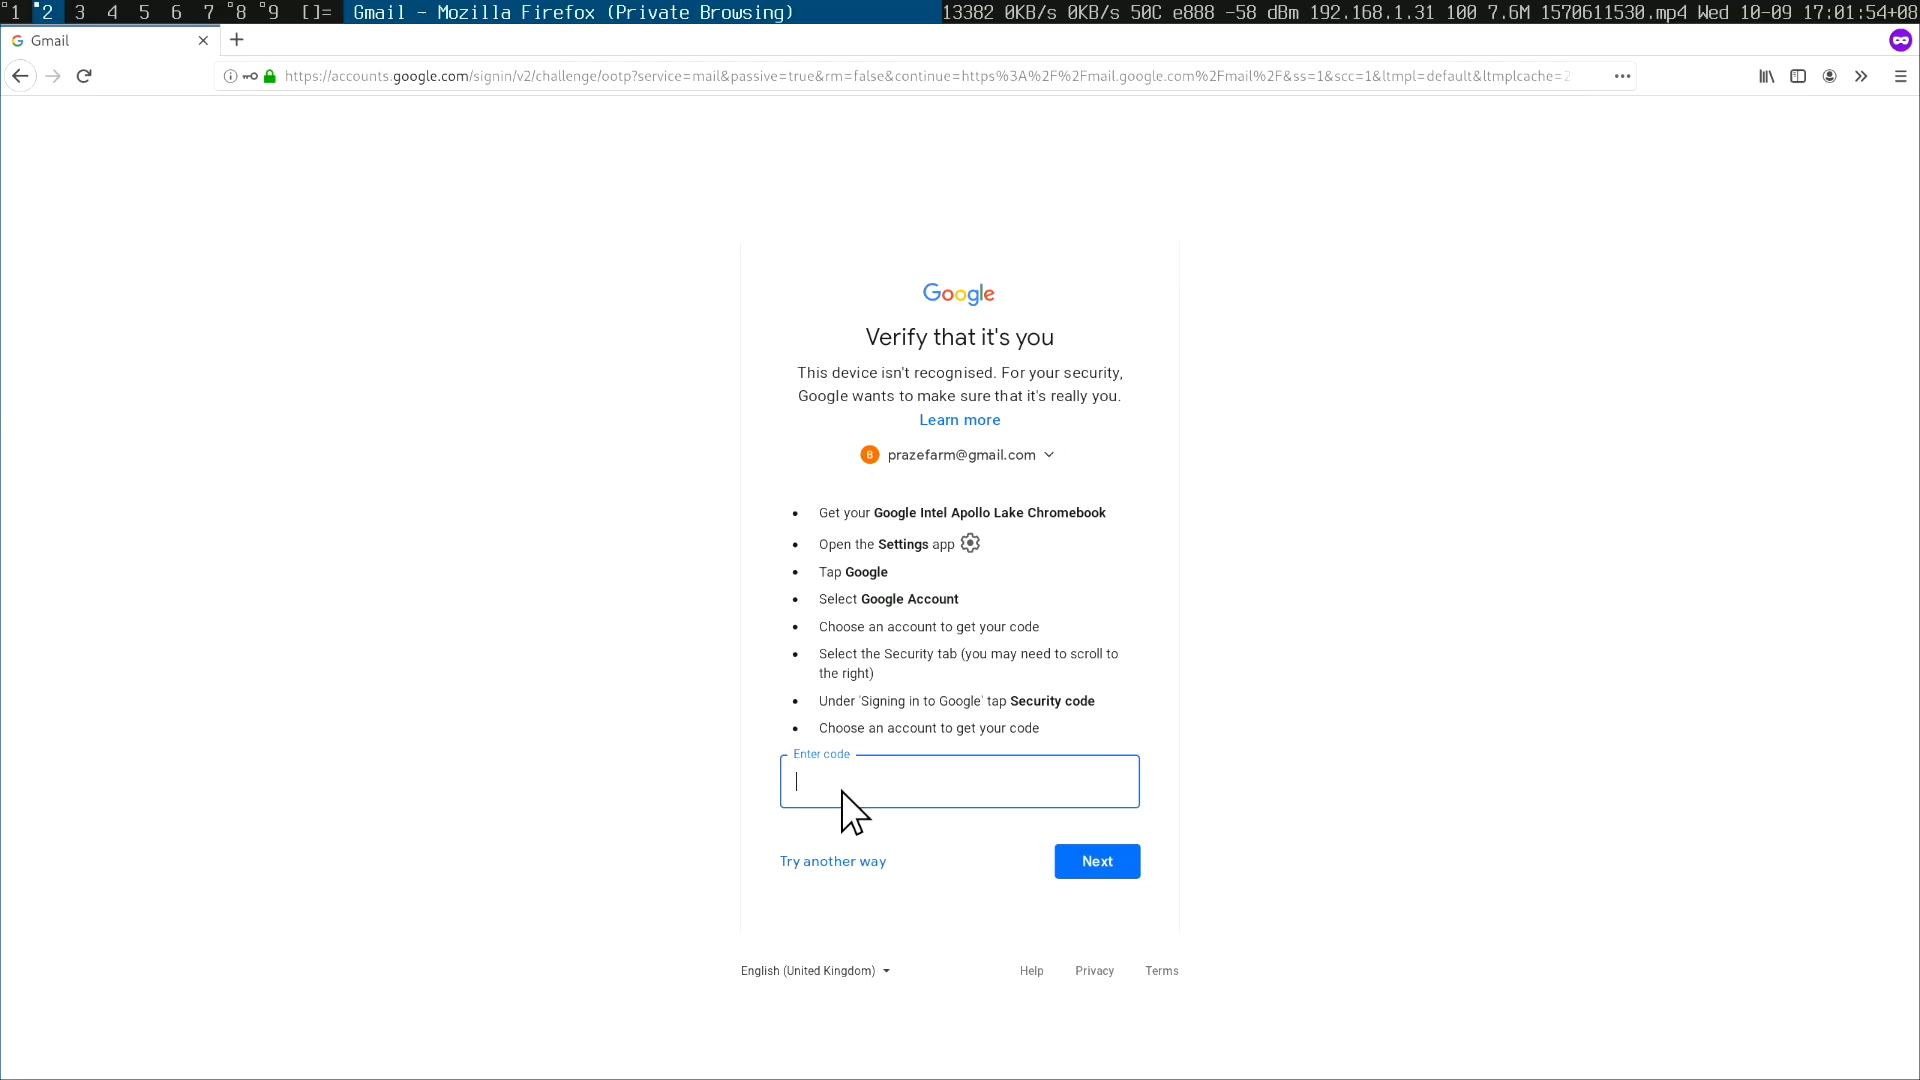 1 2 3 4 5 6 7 8 9 []= Gmail - Mozilla Firefox (Private Browsing) 13382 0KB/s 0KB/s 50C e888 -58 dBm 192.168.1.31 100 7.6M 1570611530.mp4 Wed 10-09 17:01:54+08
Gmail
https://accounts.google.com/signin/v2/challenge/ootp?service=mail&passive=true&rm=false&continue=https%3A%2F%2Fmail.google.com%2Fmail%2F&ss=1&scc=1&ltmpl=default&ltmplcache=2
Google
Verify that it's you
This device isn't recognised. For your security,
Google wants to make sure that it's really you.
Learn more
B prazefarm@gmail.com
• Get your Google Intel Apollo Lake Chromebook
• Open the Settings app
• Tap Google
• Select Google Account
• Choose an account to get your code
• Select the Security tab (you may need to scroll to
the right)
• Under 'Signing in to Google' tap Security code
• Choose an account to get your code
Enter code
Try another way Next
English (United Kingdom) Help Privacy Terms